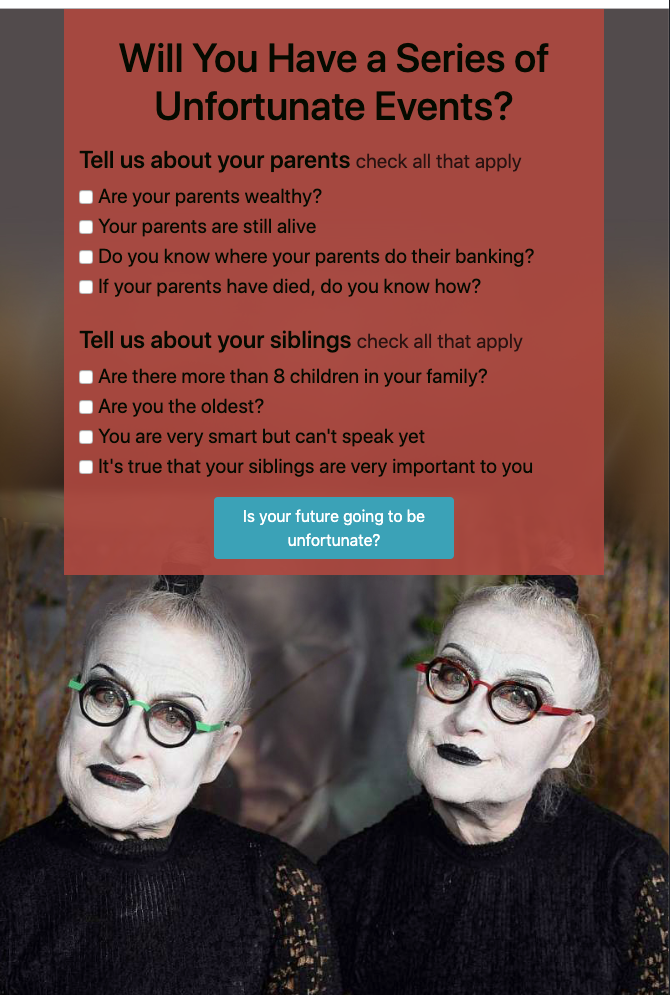 Will You Have a Series of
Unfortunate Events?
Tell us about your parents check all that apply
Are your parents wealthy?
Your parents are still alive
Do you know where your parents do their banking?
If your parents have died, do you know how?
Tell us about your siblings check all that apply
Are there more than 8 children in your family?
Are you the oldest?
You are very smart but can't speak yet
It's true that your siblings are very important to you
Is your future going to be
unfortunate?